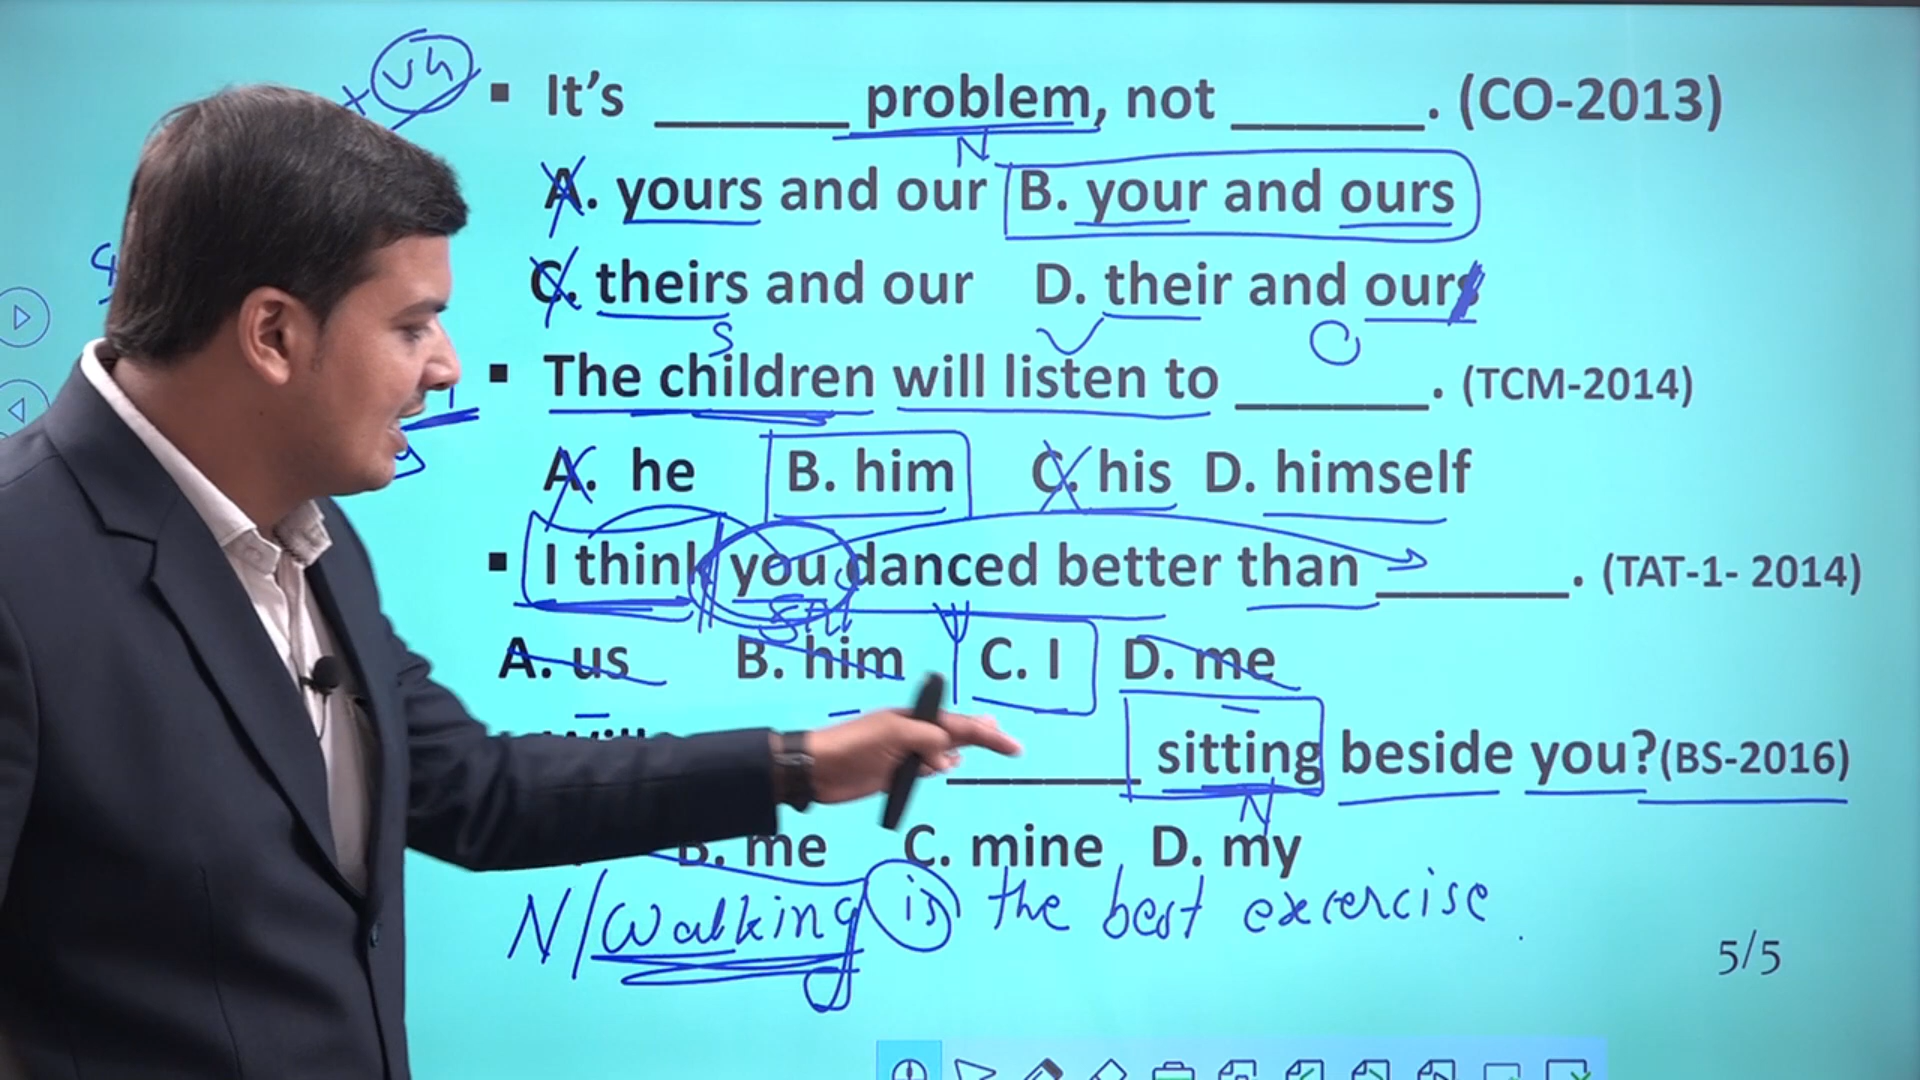 vh
▪ It's ______ problem, not ______. (CO-2013)
N
A. yours and our B. your and ours
C. theirs and our D. their and ours
S
▪ The children will listen to ______. (TCM-2014)
A. he B. him C. his D. himself
▪ I think you danced better than ______. (TAT-1- 2014)
A. us B. him C. I D. me
______ sitting beside you?(BS-2016)
N
B. me C. mine D. my
N/walking is the best excercise.
5/5